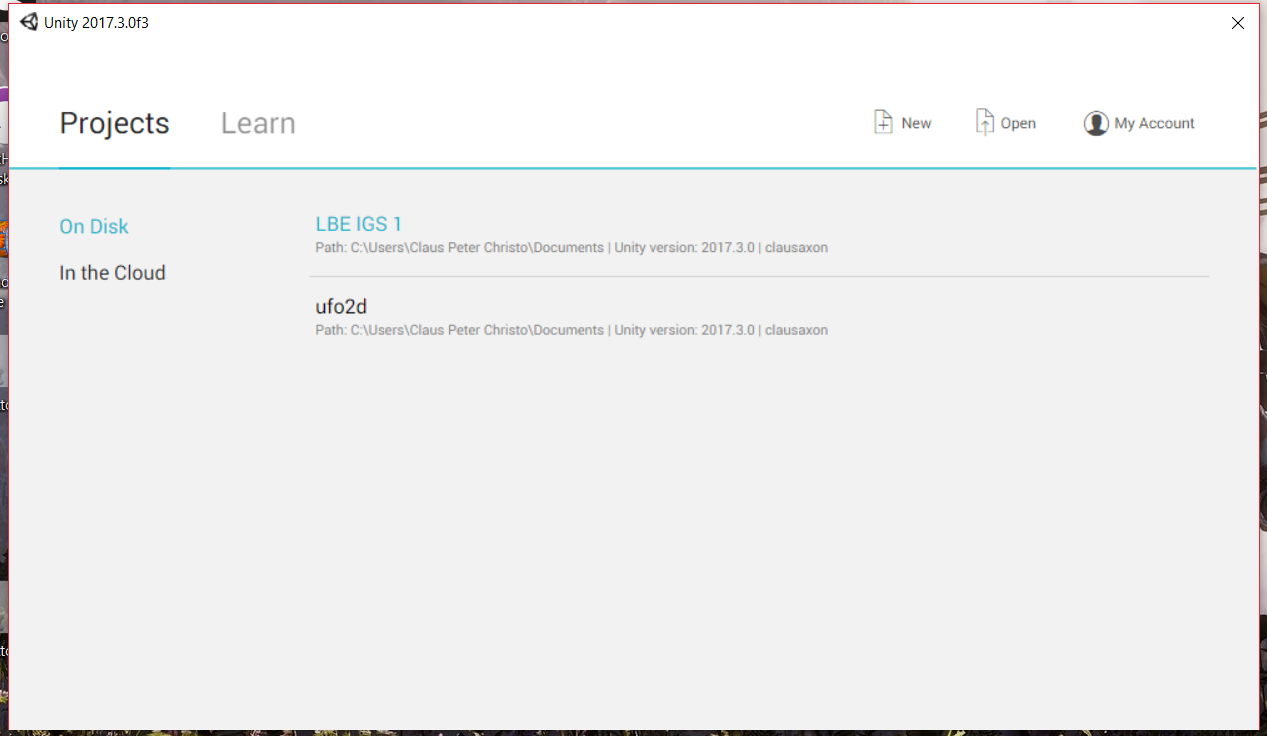 Unity 2017.3.0f3
Projects
Learn
New
Open
My Account
On Disk
In the Cloud
LBE IGS 1
Path: C:\Users\Claus Peter Christo\Documents | Unity version: 2017.3.0 | clausaxon
ufo2d
Path: C:\Users\Claus Peter Christo\Documents | Unity version: 2017.3.0 | clausaxon